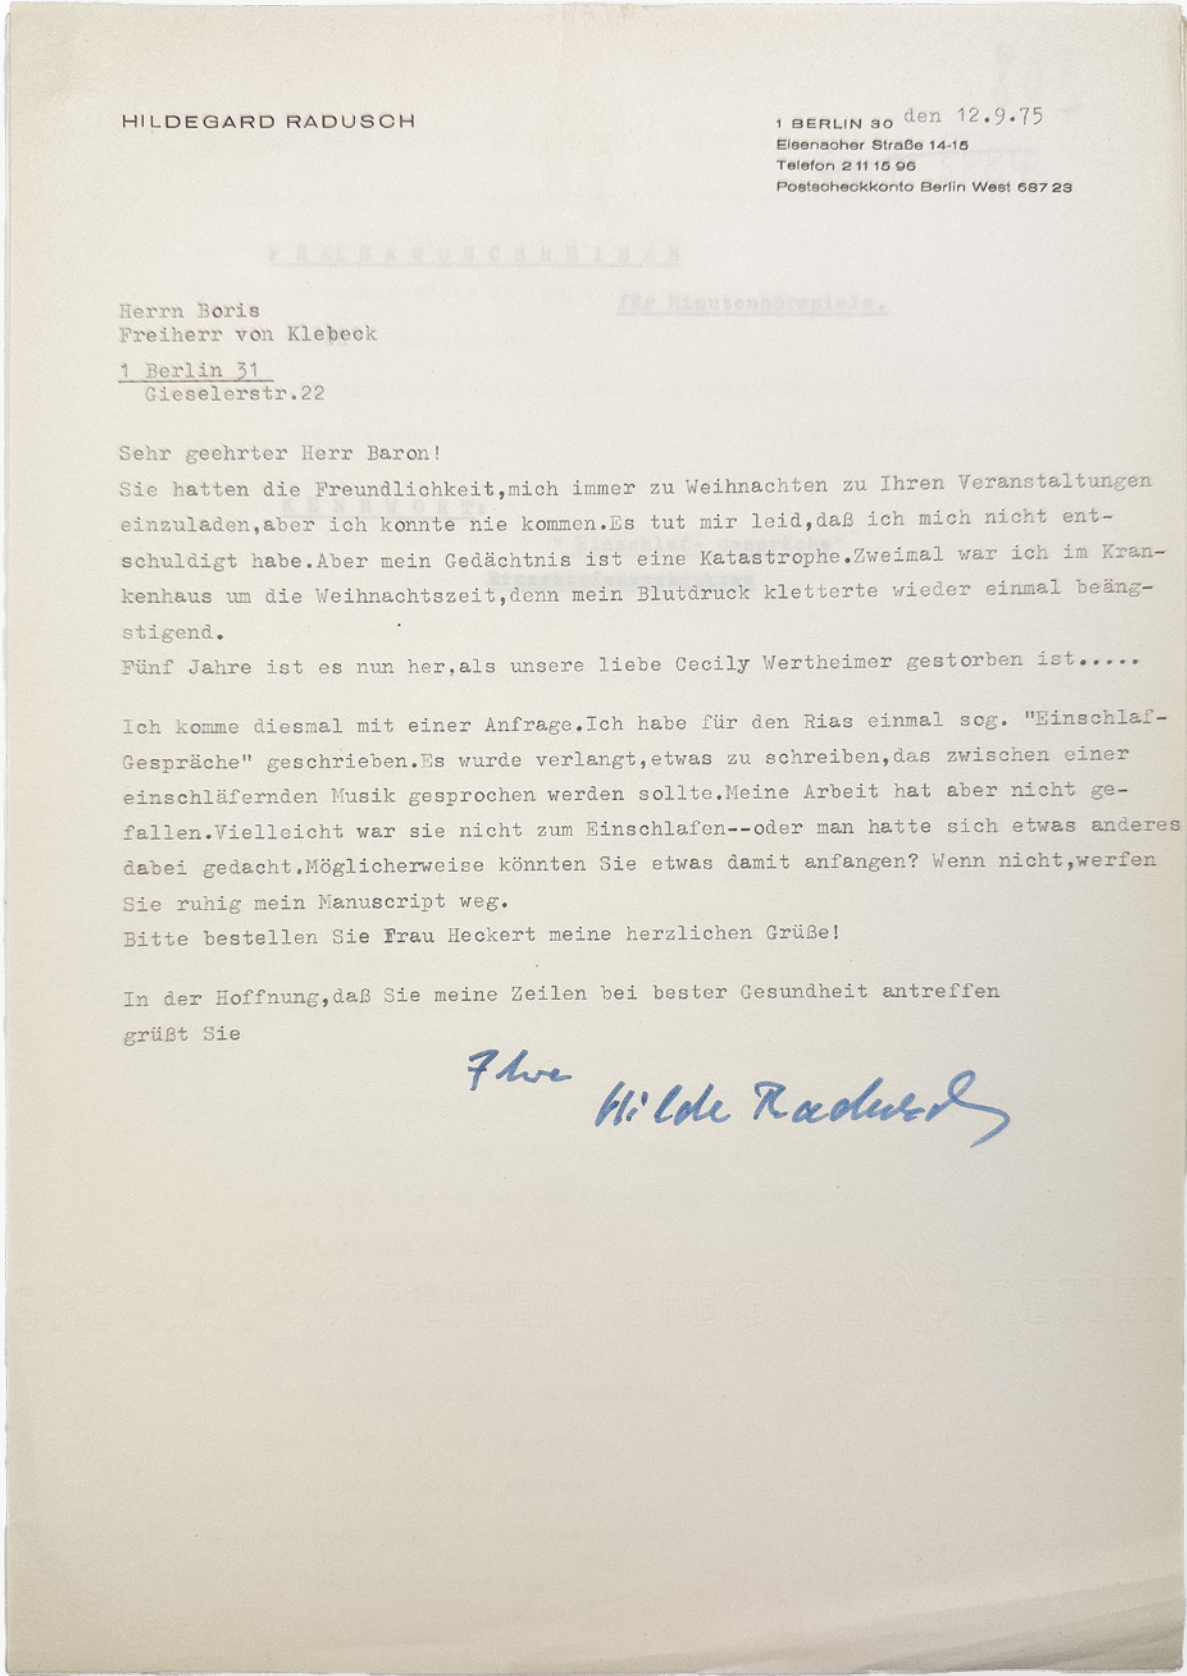 HILDEGARD RADUSCH
1 BERLIN 30 den 12.9.75
Eisenacher Straße 14-15
Telefon 2 11 15 96
Postscheckkonto Berlin West 687 23
PREISAUSSCHREIBEN
für Minutenhörspiele.
Herrn Boris
Freiherr von Klebeck
1 Berlin 31
Gieselerstr.22
Sehr geehrter Herr Baron!
Sie hatten die Freundlichkeit,mich immer zu Weihnachten zu Ihren Veranstaltungen
KENNWORT:
einzuladen,aber ich konnte nie kommen.Es tut mir leid,daß ich mich nicht ent-
"Einschlaf- Gespräche"
schuldigt habe.Aber mein Gedächtnis ist eine Katastrophe.Zweimal war ich im Kran-
kenhaus um die Weihnachtszeit,denn mein Blutdruck kletterte wieder einmal beäng-
stigend.
Fünf Jahre ist es nun her,als unsere liebe Cecily Wertheimer gestorben ist.....
Ich komme diesmal mit einer Anfrage.Ich habe für den Rias einmal sog. "Einschlaf-
Gespräche" geschrieben.Es wurde verlangt,etwas zu schreiben,das zwischen einer
einschläfernden Musik gesprochen werden sollte.Meine Arbeit hat aber nicht ge-
fallen.Vielleicht war sie nicht zum Einschlafen--oder man hatte sich etwas anderes
dabei gedacht.Möglicherweise könnten Sie etwas damit anfangen? Wenn nicht,werfen
Sie ruhig mein Manuscript weg.
Bitte bestellen Sie Frau Heckert meine herzlichen Grüße!
In der Hoffnung,daß Sie meine Zeilen bei bester Gesundheit antreffen
grüßt Sie
Ihre
Hilde Radusch